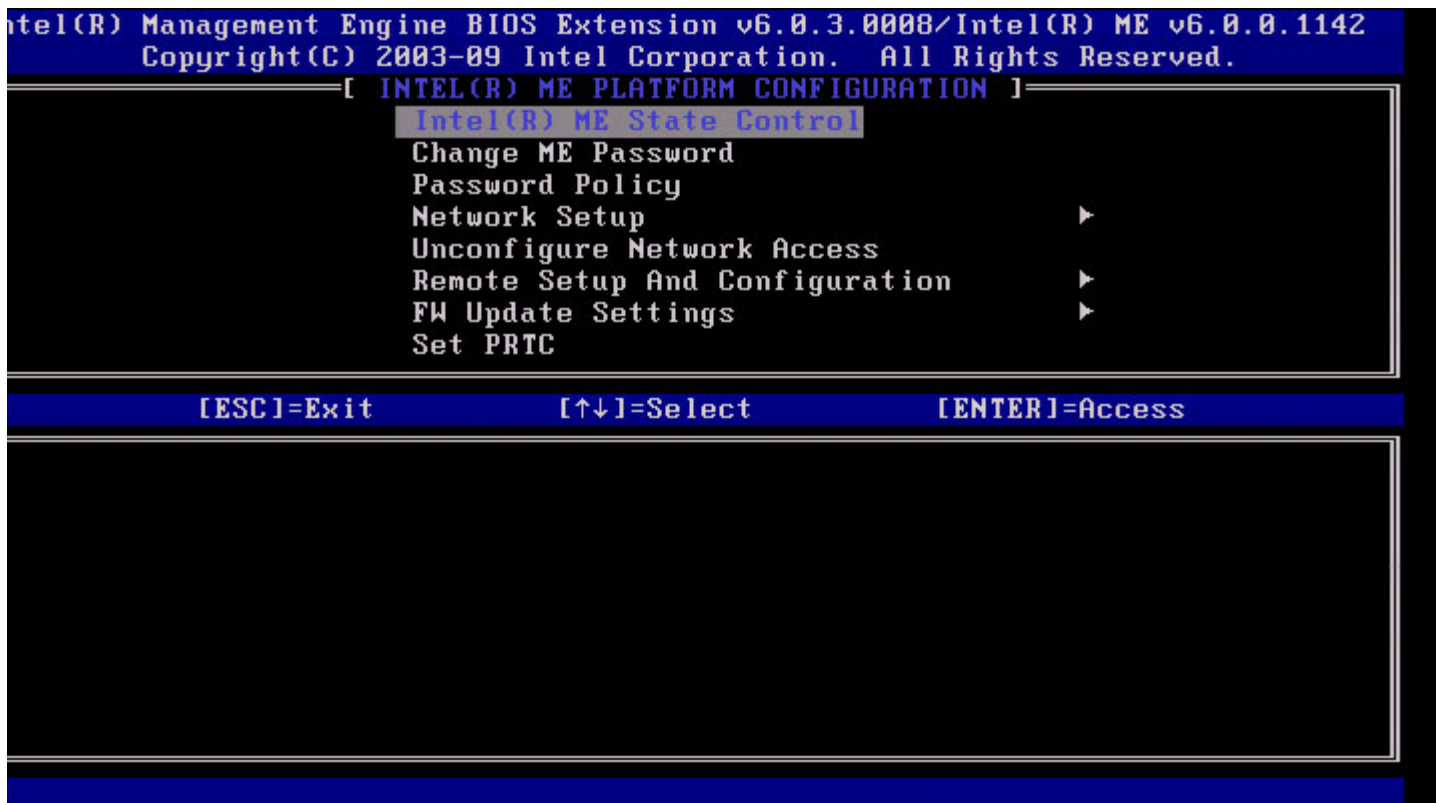 ntel(R) Management Engine BIOS Extension v6.0.3.0008/Intel(R) ME v6.0.0.1142
Copyright(C) 2003-09 Intel Corporation. All Rights Reserved.
[ INTEL(R) ME PLATFORM CONFIGURATION ]
Intel(R) ME State Control
Change ME Password
Password Policy
Network Setup ►
Unconfigure Network Access
Remote Setup And Configuration ►
FW Update Settings ►
Set PRTC
[ESC]=Exit [↑↓]=Select [ENTER]=Access